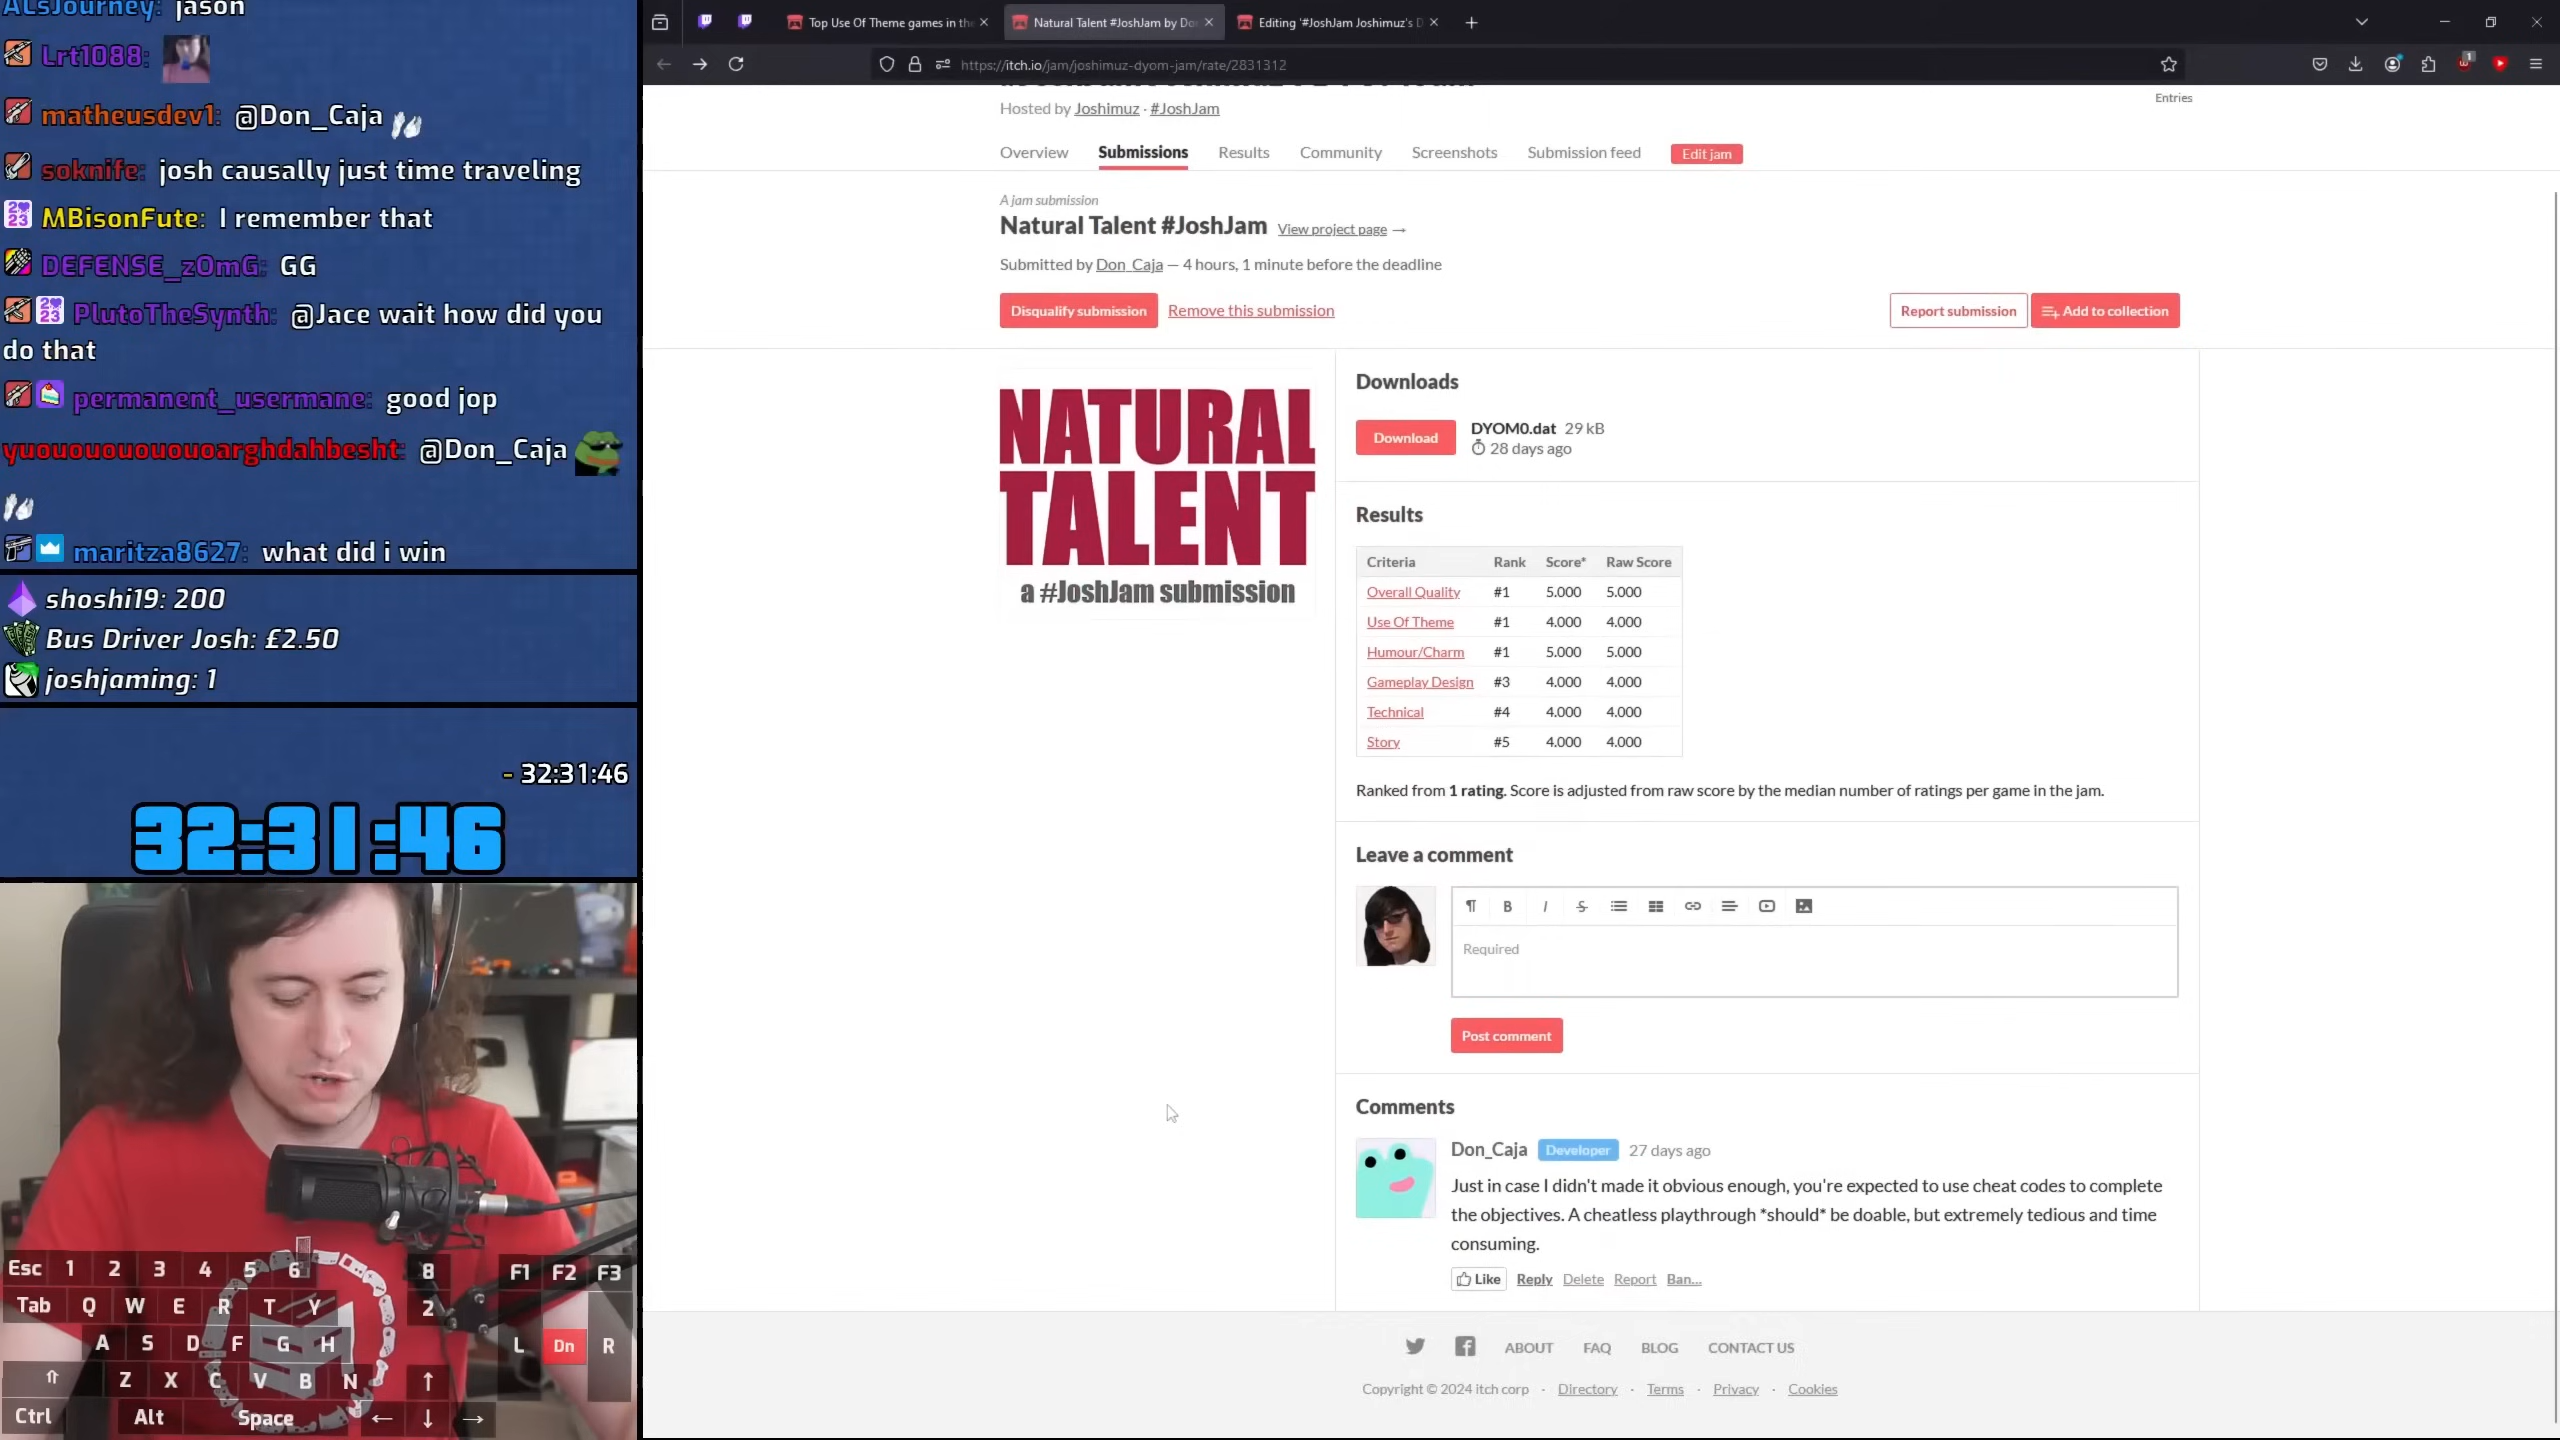 ALsJourney: jason
Lrt1088:
matheusdev1: @Don_Caja
soknife: josh causally just time traveling
MBisonFute: I remember that
DEFENSE_zOmG: GG
PlutoTheSynth: @Jace wait how did you
do that
permanent_usermane: good jop
yuouououououoarghdahbesht: @Don_Caja
maritza8627: what did i win
shoshi19: 200
Bus Driver Josh: £2.50
joshjaming: 1
- 32:31:46
32:31:46
Esc 1 2 3 4 5 6 8 F1 F2 F3
Tab Q W E R T Y 2
A S D F G H L Dn R
Z X C V B N ↑
Ctrl Alt Space ← ↓ →
Top Use Of Theme games in the
Natural Talent #JoshJam by Don
Editing '#JoshJam Joshimuz's D
https://itch.io/jam/joshimuz-dyom-jam/rate/2831312
1
Entries
Hosted by Joshimuz · #JoshJam
Overview Submissions Results Community Screenshots Submission feed Edit jam
A jam submission
Natural Talent #JoshJam View project page →
Submitted by Don_Caja — 4 hours, 1 minute before the deadline
Disqualify submission Remove this submission Report submission Add to collection
NATURAL
TALENT
a #JoshJam submission
Downloads
Download DYOM0.dat 29 kB
28 days ago
Results
Criteria Rank Score* Raw Score
Overall Quality #1 5.000 5.000
Use Of Theme #1 4.000 4.000
Humour/Charm #1 5.000 5.000
Gameplay Design #3 4.000 4.000
Technical #4 4.000 4.000
Story #5 4.000 4.000
Ranked from 1 rating. Score is adjusted from raw score by the median number of ratings per game in the jam.
Leave a comment
Required
Post comment
Comments
Don_Caja Developer 27 days ago
Just in case I didn't made it obvious enough, you're expected to use cheat codes to complete
the objectives. A cheatless playthrough *should* be doable, but extremely tedious and time
consuming.
Like Reply Delete Report Ban...
ABOUT FAQ BLOG CONTACT US
Copyright © 2024 itch corp · Directory · Terms · Privacy · Cookies